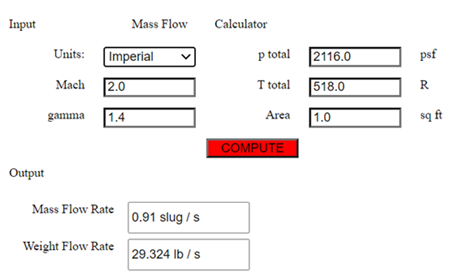 Input Mass Flow Calculator
Units: Imperial p total 2116.0 psf
Mach 2.0 T total 518.0 R
gamma 1.4 Area 1.0 sq ft
COMPUTE
Output
Mass Flow Rate 0.91 slug / s
Weight Flow Rate 29.324 lb / s